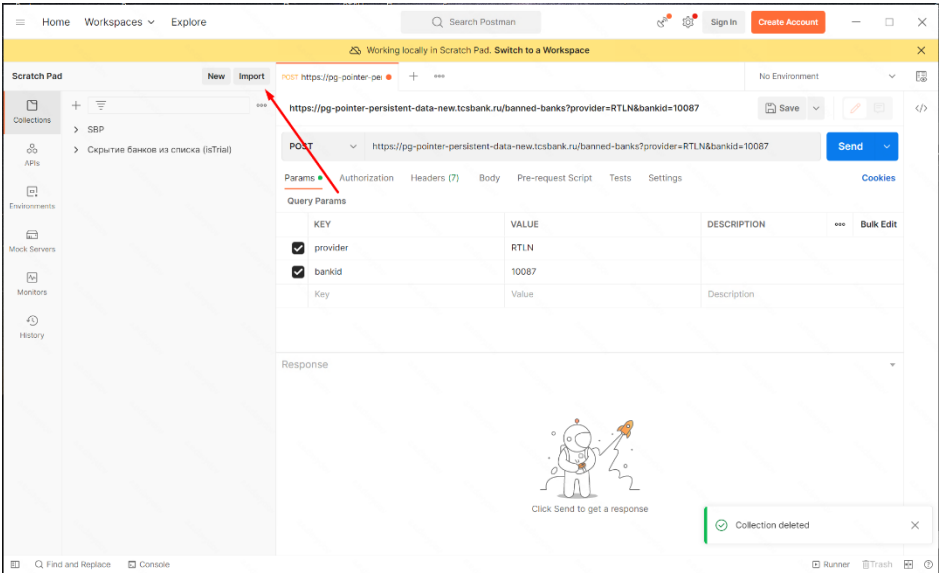 Home Workspaces Explore Search Postman Sign In Create Account
Working locally in Scratch Pad. Switch to a Workspace
Scratch Pad New Import POST https://pg-pointer-per No Environment
Collections
APIs
Environments
Mock Servers
Monitors
History
SBP
Скрытие банков из списка (isTrial)
https://pg-pointer-persistent-data-new.tcsbank.ru/banned-banks?provider=RTLN&bankid=10087 Save
POST https://pg-pointer-persistent-data-new.tcsbank.ru/banned-banks?provider=RTLN&bankid=10087 Send
Params Authorization Headers (7) Body Pre-request Script Tests Settings Cookies
Query Params
KEY VALUE DESCRIPTION Bulk Edit
provider RTLN
bankid 10087
Key Value Description
Response
Click Send to get a response
Collection deleted
Find and Replace Console Runner Trash